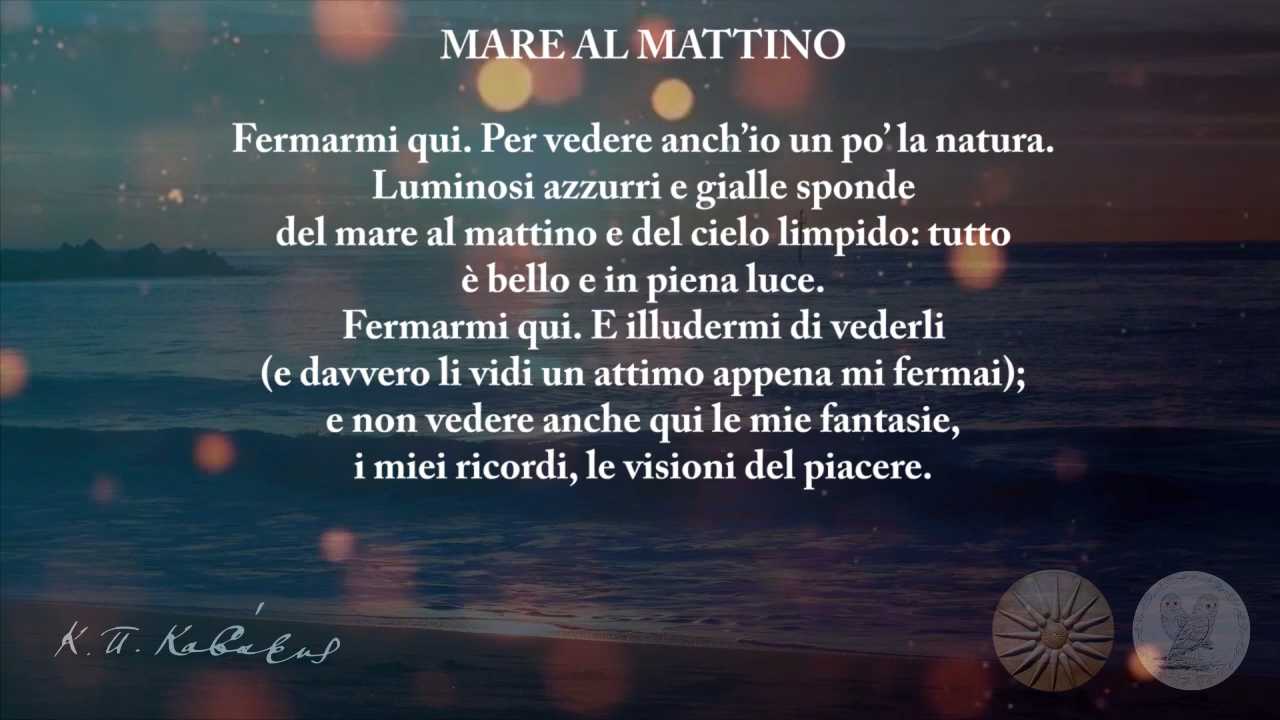 MARE AL MATTINO
Fermarmi qui. Per vedere anch’io un po’ la natura.
Luminosi azzurri e gialle sponde
del mare al mattino e del cielo limpido: tutto
è bello e in piena luce.
Fermarmi qui. E illudermi di vederli
(e davvero li vidi un attimo appena mi fermai);
e non vedere anche qui le mie fantasie,
i miei ricordi, le visioni del piacere.
Κ. Π. Καβάφης